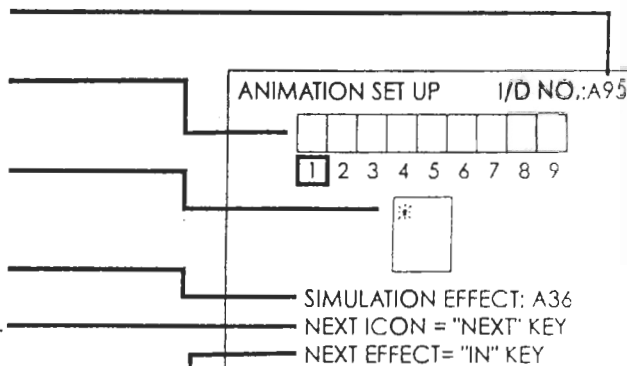 ANIMATION SET UP I/D NO.:A95
1 2 3 4 5 6 7 8 9
SIMULATION EFFECT: A36
NEXT ICON = "NEXT" KEY
NEXT EFFECT= "IN" KEY